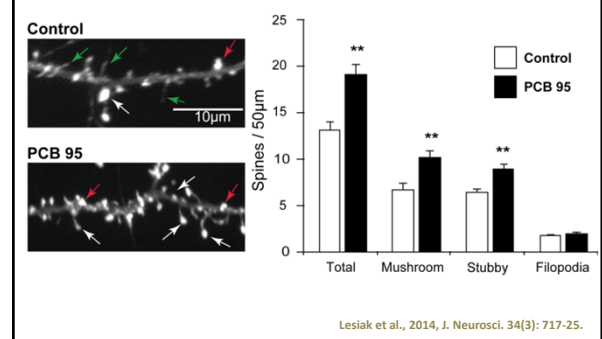 Control
10μm
PCB 95
Spines / 50μm
25
20
15
10
5
0
**
**
**
Control
PCB 95
Total Mushroom Stubby Filopodia
Lesiak et al., 2014, J. Neurosci. 34(3): 717-25.